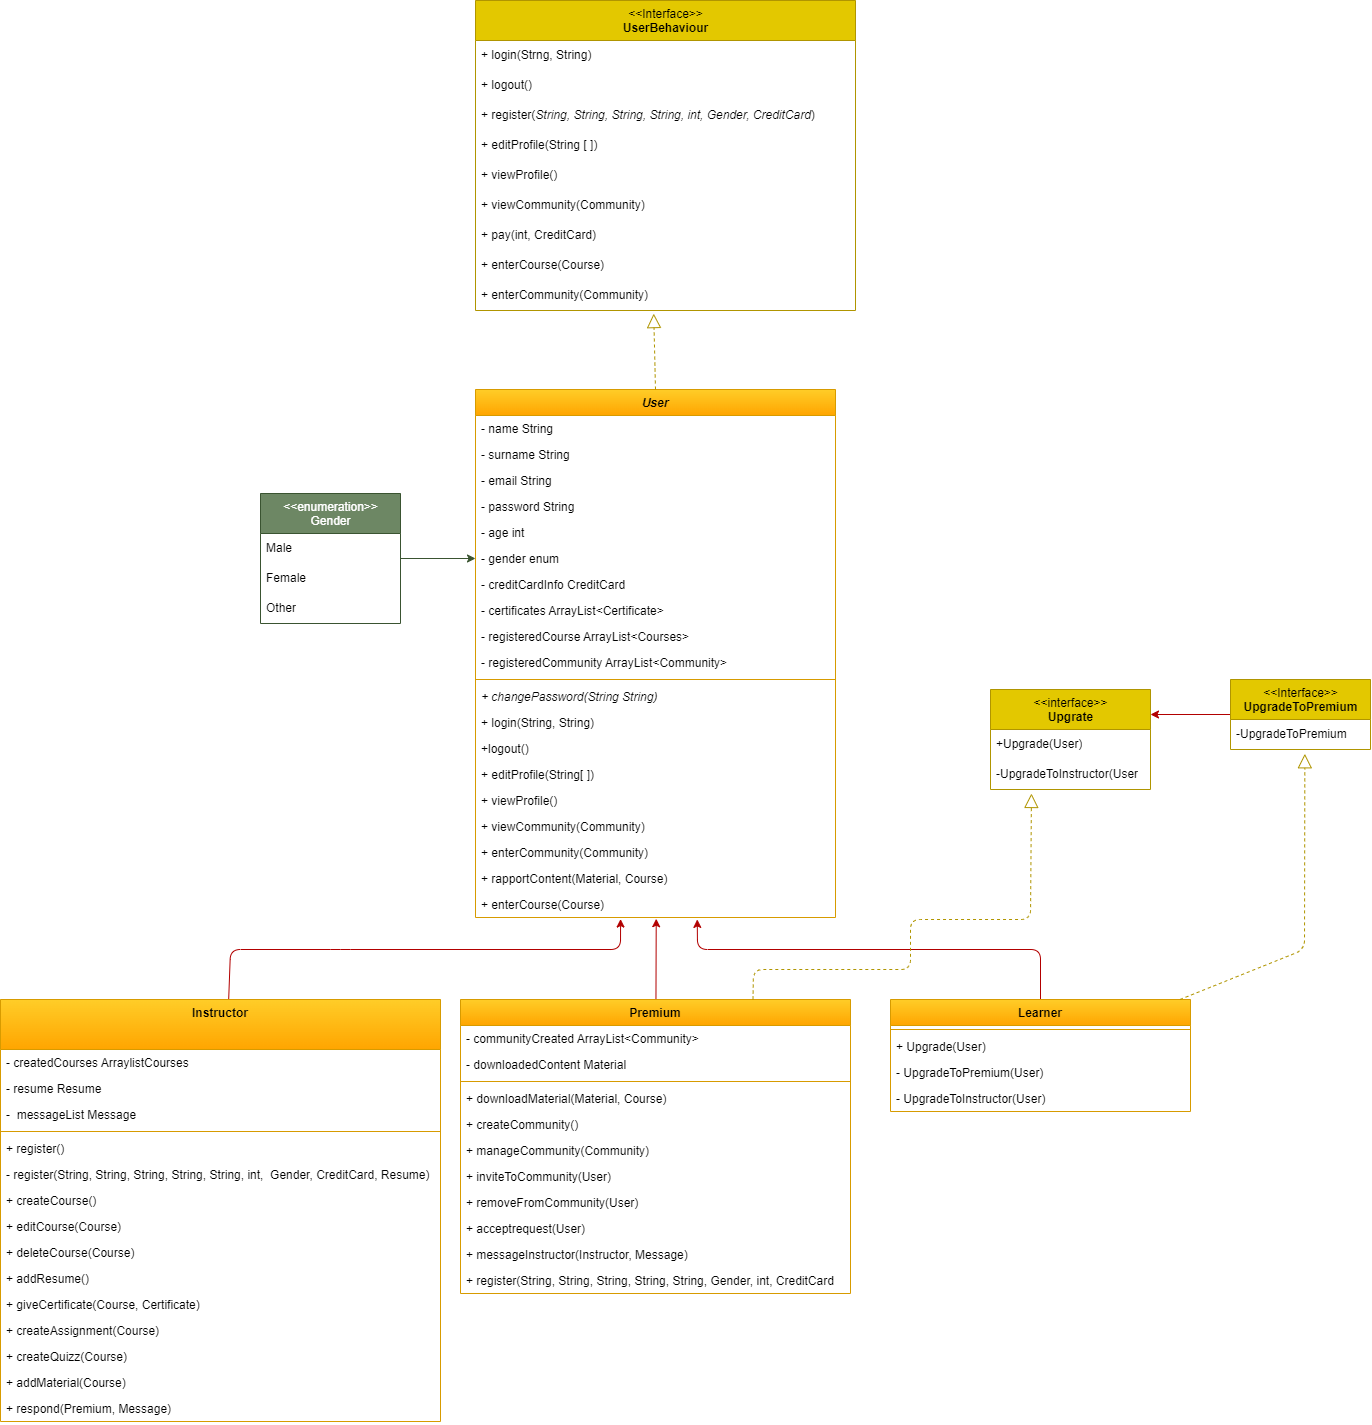 <<Interface>>
UserBehaviour
+ login(Strng, String)
+ logout()
+ register(String, String, String, String, int, Gender, CreditCard)
+ editProfile(String [ ])
+ viewProfile()
+ viewCommunity(Community)
+ pay(int, CreditCard)
+ enterCourse(Course)
+ enterCommunity(Community)
User
- name String
- surname String
- email String
- password String
- age int
- gender enum
- creditCardInfo CreditCard
- certificates ArrayList<Certificate>
- registeredCourse ArrayList<Courses>
- registeredCommunity ArrayList<Community>
+ changePassword(String String)
+ login(String, String)
+logout()
+ editProfile(String[ ])
+ viewProfile()
+ viewCommunity(Community)
+ enterCommunity(Community)
+ rapportContent(Material, Course)
+ enterCourse(Course)
<<enumeration>>
Gender
Male
Female
Other
<<interface>>
Upgrate
+Upgrade(User)
-UpgradeToInstructor(User
<<Interface>>
UpgradeToPremium
-UpgradeToPremium
Instructor
- createdCourses ArraylistCourses
- resume Resume
-  messageList Message
+ register()
- register(String, String, String, String, String, int,  Gender, CreditCard, Resume)
+ createCourse()
+ editCourse(Course)
+ deleteCourse(Course)
+ addResume()
+ giveCertificate(Course, Certificate)
+ createAssignment(Course)
+ createQuizz(Course)
+ addMaterial(Course)
+ respond(Premium, Message)
Premium
- communityCreated ArrayList<Community>
- downloadedContent Material
+ downloadMaterial(Material, Course)
+ createCommunity()
+ manageCommunity(Community)
+ inviteToCommunity(User)
+ removeFromCommunity(User)
+ acceptrequest(User)
+ messageInstructor(Instructor, Message)
+ register(String, String, String, String, String, Gender, int, CreditCard
Learner
+ Upgrade(User)
- UpgradeToPremium(User)
- UpgradeToInstructor(User)